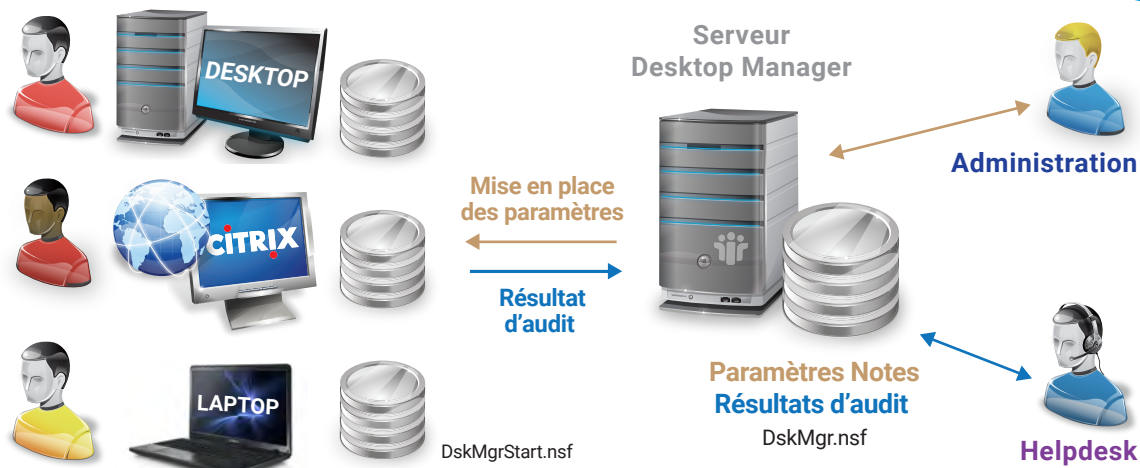 DESKTOP
CiTRIX
LAPTOP
DskMgrStart.nsf
Mise en place
des paramètres
Résultat
d’audit
Serveur
Desktop Manager
Paramètres Notes
Résultats d’audit
DskMgr.nsf
Administration
Helpdesk